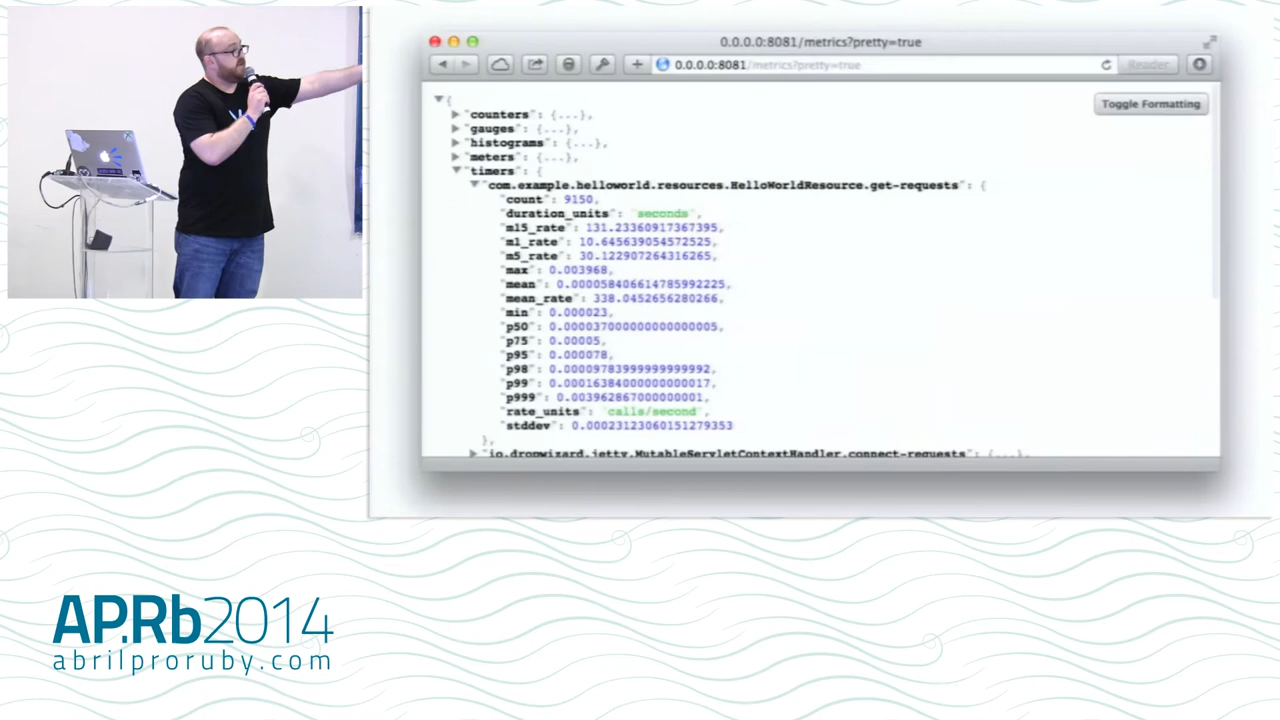 0.0.0.0:8081/metrics?pretty=true
0.0.0.0:8081/metrics?pretty=true
Reader
Toggle Formatting
{
"counters": {...},
"gauges": {...},
"histograms": {...},
"meters": {...},
"timers": {
"com.example.helloworld.resources.HelloWorldResource.get-requests": {
"count": 9150,
"duration_units": "seconds",
"m15_rate": 131.23360917367395,
"m1_rate": 10.645639054572525,
"m5_rate": 30.122907264316265,
"max": 0.003968,
"mean": 0.00005840661478599225,
"mean_rate": 338.0452656280266,
"min": 0.000023,
"p50": 0.000037000000000000005,
"p75": 0.00005,
"p95": 0.000078,
"p98": 0.00009783999999999992,
"p99": 0.00016384000000000017,
"p999": 0.003962867000000001,
"rate_units": "calls/second",
"stddev": 0.00023123060151279353
},
"io.dropwizard.jetty.MutableServletContextHandler.connect-requests": {...},
AP.Rb2014
abrilproruby.com